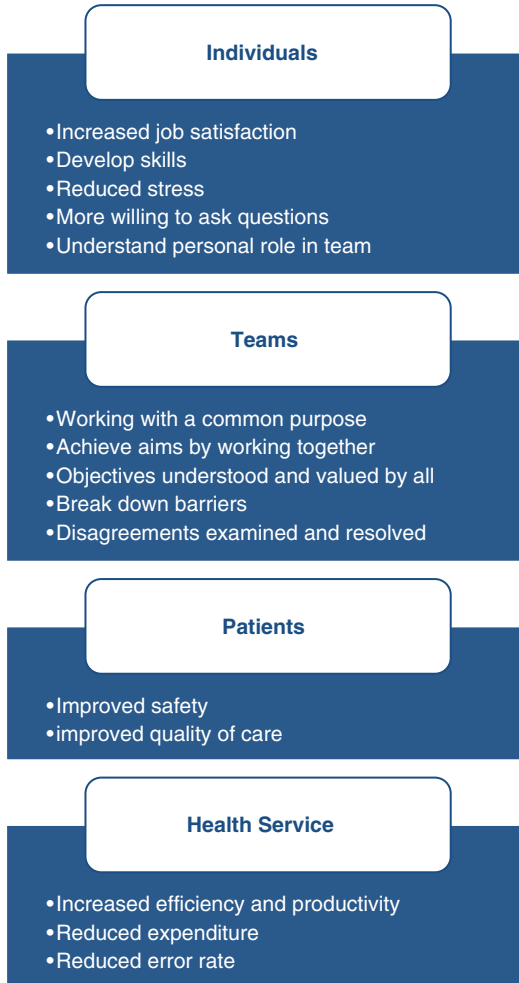 Individuals
•Increased job satisfaction
•Develop skills
•Reduced stress
•More willing to ask questions
•Understand personal role in team
Teams
•Working with a common purpose
•Achieve aims by working together
•Objectives understood and valued by all
•Break down barriers
•Disagreements examined and resolved
Patients
•Improved safety
•improved quality of care
Health Service
•Increased efficiency and productivity
•Reduced expenditure
•Reduced error rate